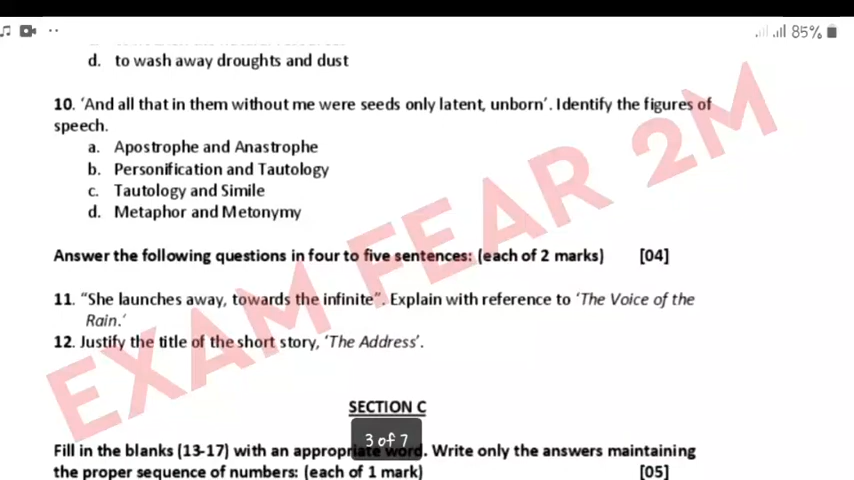 85%
d. to wash away droughts and dust
10. ‘And all that in them without me were seeds only latent, unborn’. Identify the figures of
speech.
a. Apostrophe and Anastrophe
b. Personification and Tautology
c. Tautology and Simile
d. Metaphor and Metonymy
Answer the following questions in four to five sentences: (each of 2 marks) [04]
11. “She launches away, towards the infinite”. Explain with reference to ‘The Voice of the
Rain.’
12. Justify the title of the short story, ‘The Address’.
EXAM FEAR 2M
SECTION C
3 of 7
Fill in the blanks (13-17) with an appropriate word. Write only the answers maintaining
the proper sequence of numbers: (each of 1 mark) [05]